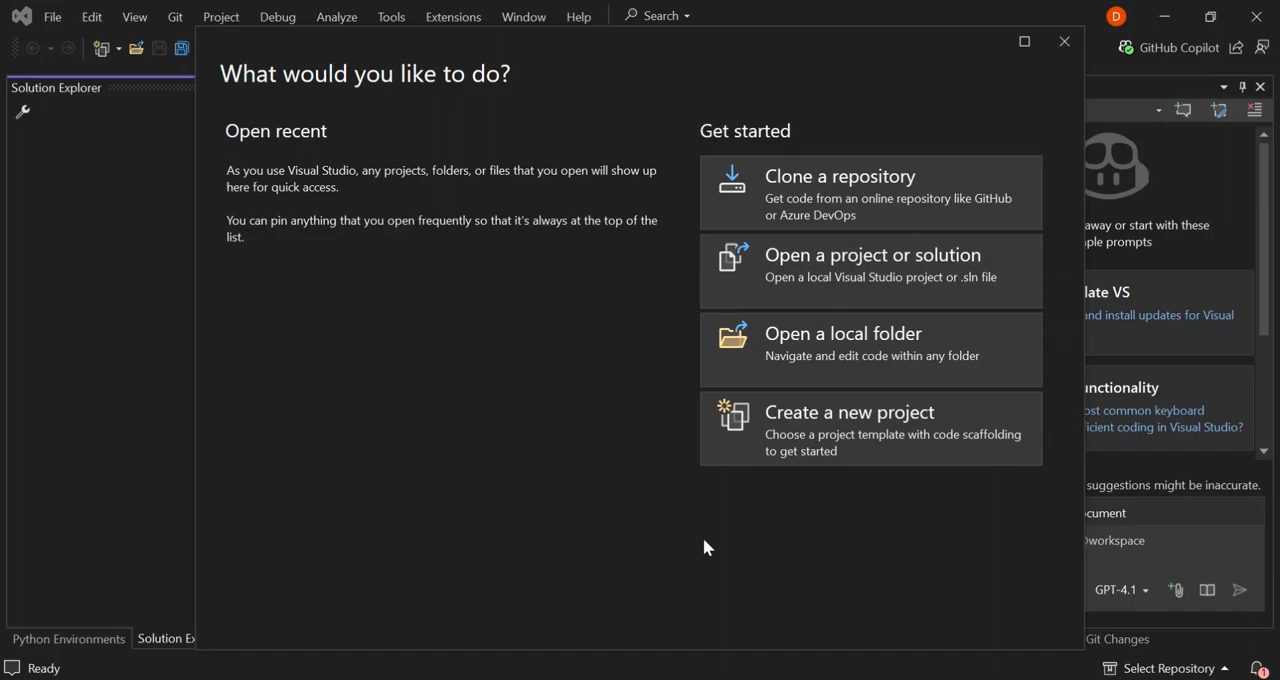 File Edit View Git Project Debug Analyze Tools Extensions Window Help Search D
GitHub Copilot
Solution Explorer
What would you like to do?
Open recent
As you use Visual Studio, any projects, folders, or files that you open will show up
here for quick access.
You can pin anything that you open frequently so that it's always at the top of the
list.
Get started
Clone a repository
Get code from an online repository like GitHub
or Azure DevOps
Open a project or solution
Open a local Visual Studio project or .sln file
Open a local folder
Navigate and edit code within any folder
Create a new project
Choose a project template with code scaffolding
to get started
away or start with these
ple prompts
late VS
and install updates for Visual
unctionality
ost common keyboard
icient coding in Visual Studio?
suggestions might be inaccurate.
cument
workspace
GPT-4.1
Python Environments Solution Ex
Git Changes
Ready
Select Repository 1